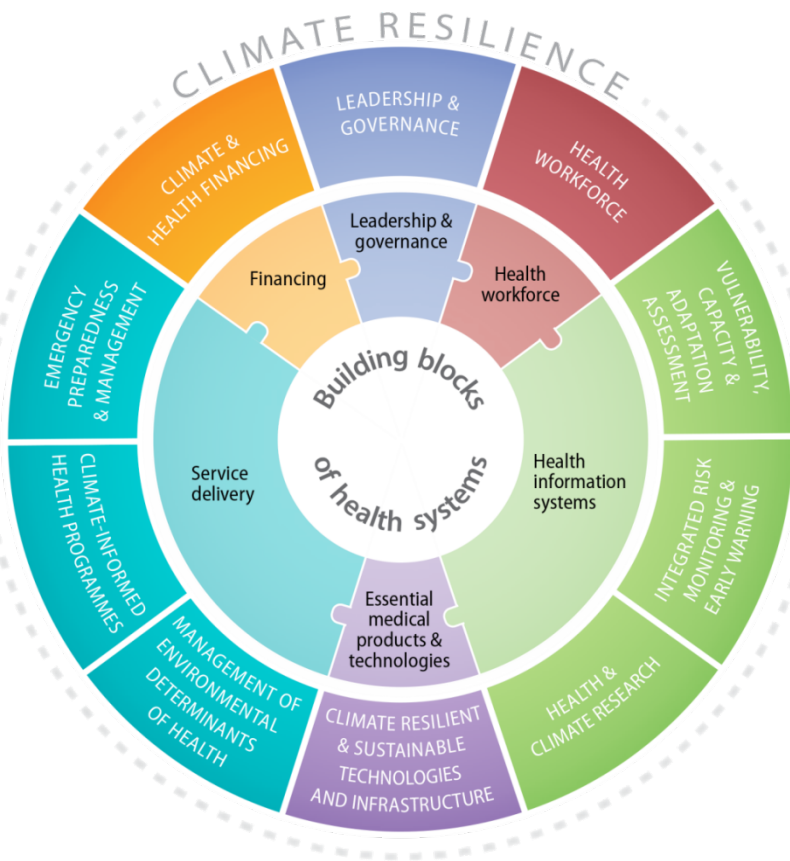 CLIMATE RESILIENCE
LEADERSHIP &
GOVERNANCE
HEALTH
WORKFORCE
VULNERABILITY,
CAPACITY &
ADAPTATION
ASSESSMENT
INTEGRATED RISK
MONITORING &
EARLY WARNING
HEALTH &
CLIMATE RESEARCH
CLIMATE RESILIENT
& SUSTAINABLE
TECHNOLOGIES
AND INFRASTRUCTURE
MANAGEMENT OF
ENVIRONMENTAL
DETERMINANTS
OF HEALTH
CLIMATE-INFORMED
HEALTH PROGRAMMES
EMERGENCY
PREPAREDNESS
& MANAGEMENT
CLIMATE &
HEALTH FINANCING
Leadership &
governance
Health
workforce
Health
information
systems
Essential
medical
products &
technologies
Service
delivery
Financing
Building blocks
of health systems